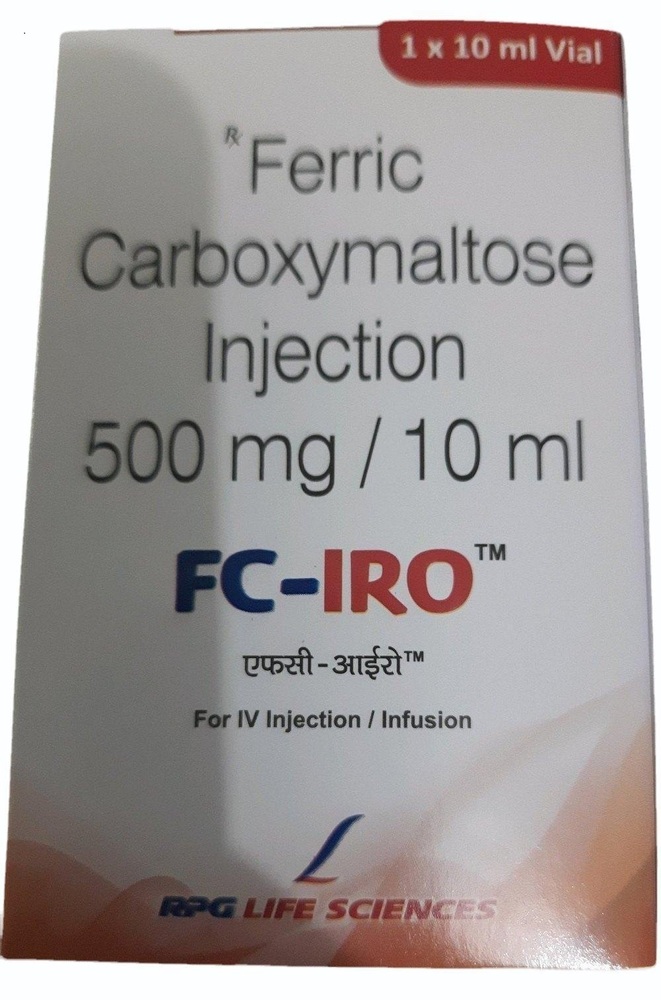 1 x 10 ml Vial
Rx Ferric
Carboxymaltose
Injection
500 mg / 10 ml
FC-IRO™
एफसी-आईरो™
For IV Injection / Infusion
RPG LIFE SCIENCES